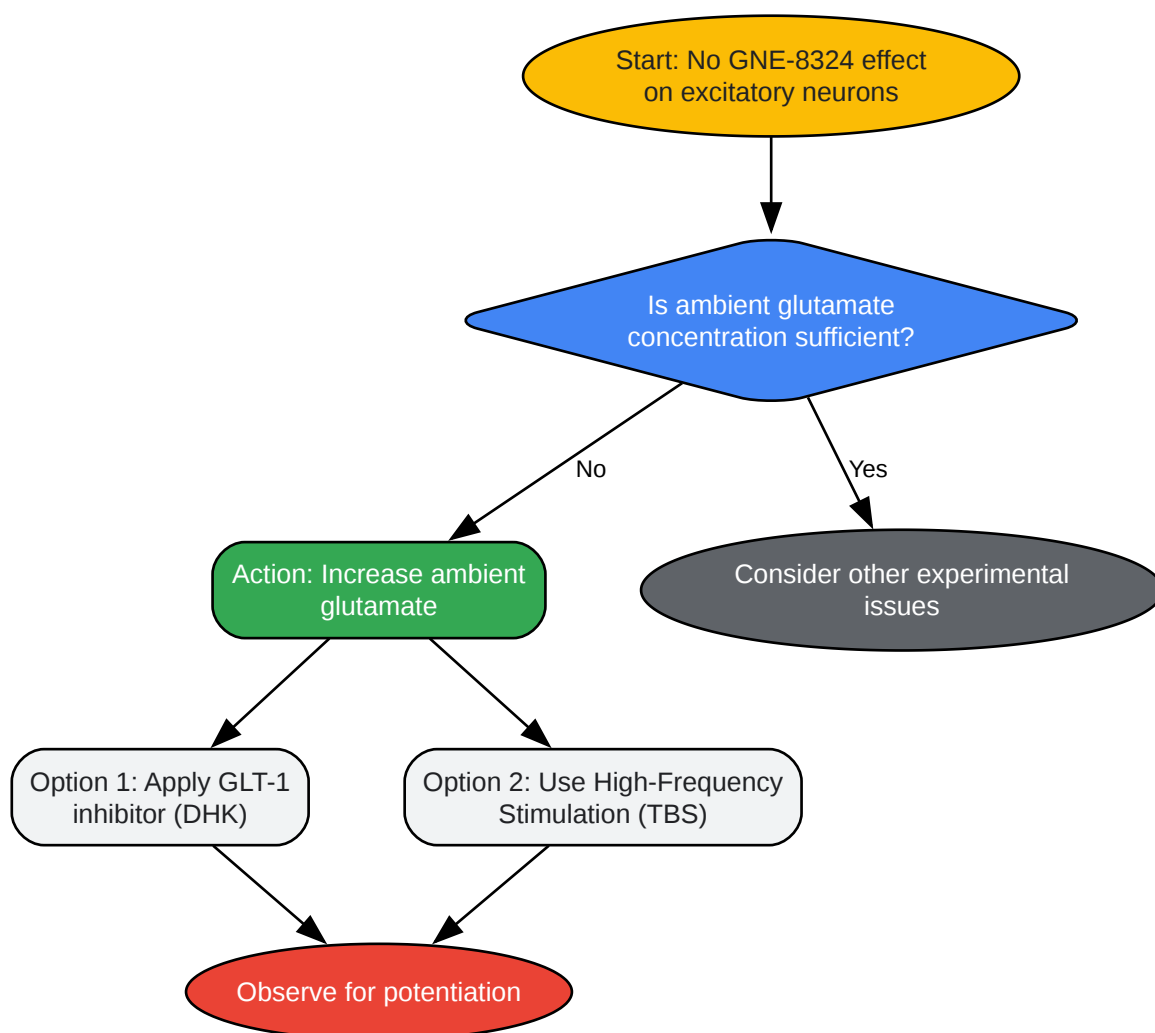 Start: No GNE-8324 effect
on excitatory neurons
Is ambient glutamate
concentration sufficient?
No
Yes
Action: Increase ambient
glutamate
Consider other experimental
issues
Option 1: Apply GLT-1
inhibitor (DHK)
Option 2: Use High-Frequency
Stimulation (TBS)
Observe for potentiation